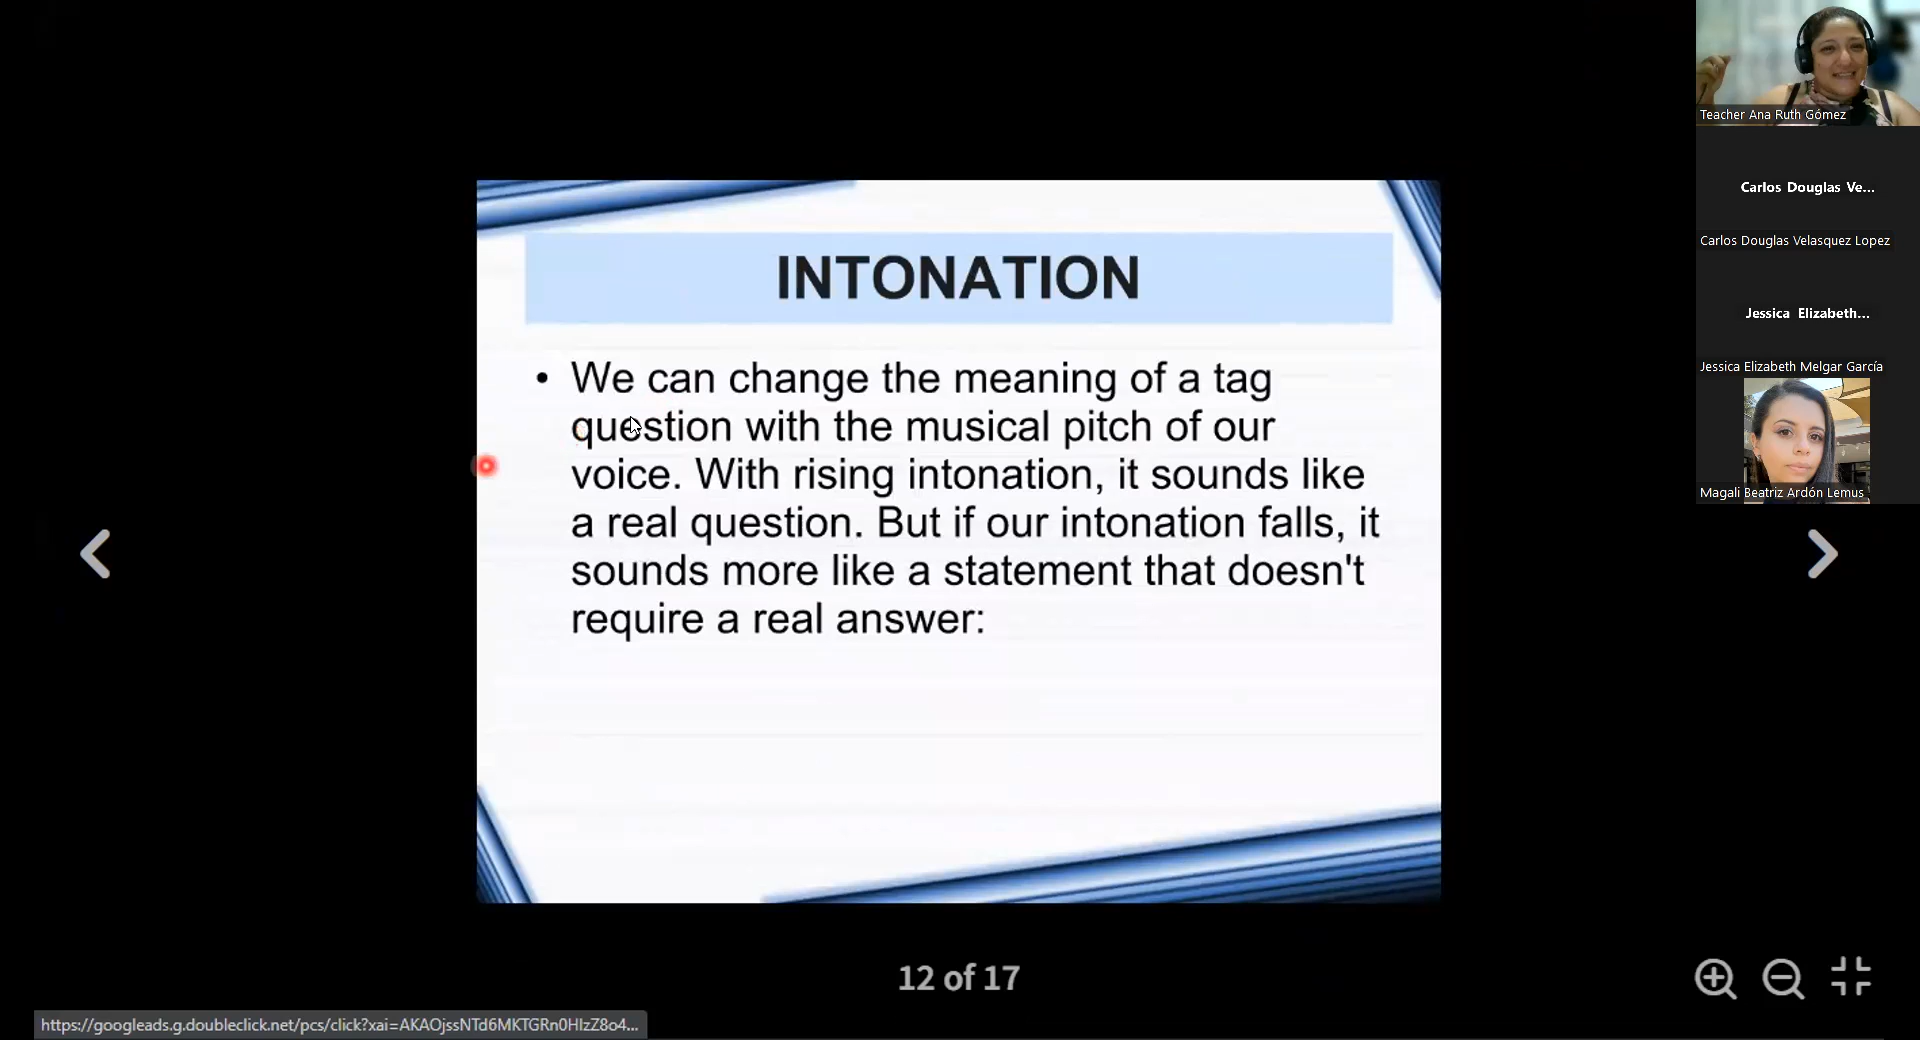 Teacher Ana Ruth Gómez
Carlos Douglas Ve...
Carlos Douglas Velasquez Lopez
Jessica Elizabeth...
Jessica Elizabeth Melgar García
Magali Beatriz Ardón Lemus
INTONATION
• We can change the meaning of a tag
question with the musical pitch of our
voice. With rising intonation, it sounds like
a real question. But if our intonation falls, it
sounds more like a statement that doesn't
require a real answer:
12 of 17
https://googleads.g.doubleclick.net/pcs/click?xai=AKAOjssNTd6MKTGRn0HIzZ8o4...